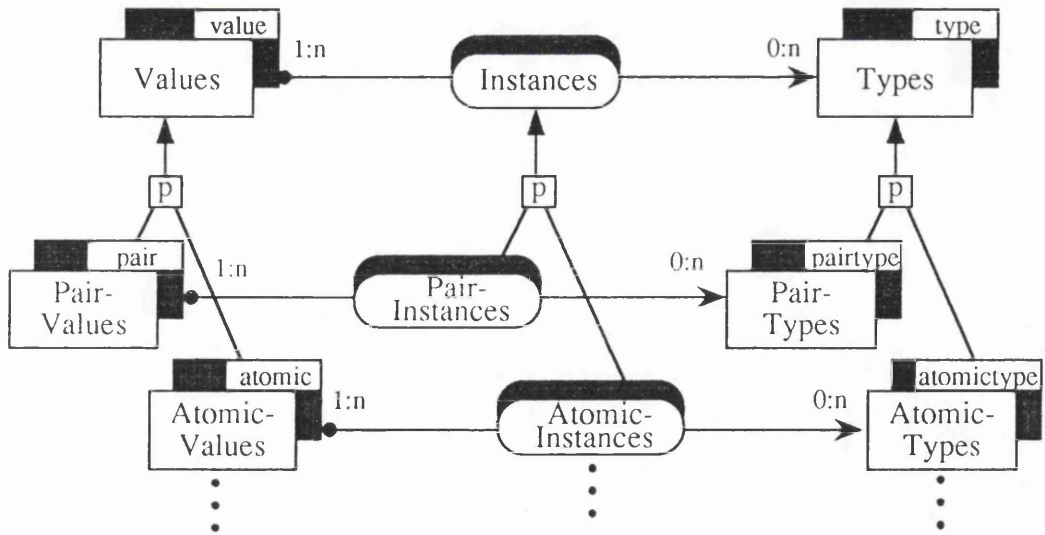 value
type
1:n
0:n
Values
Instances
Types
p
p
p
pair
pairtype
1:n
0:n
Pair-
Values
Pair-
Instances
Pair-
Types
atomic
atomictype
1:n
0:n
Atomic-
Values
Atomic-
Instances
Atomic-
Types